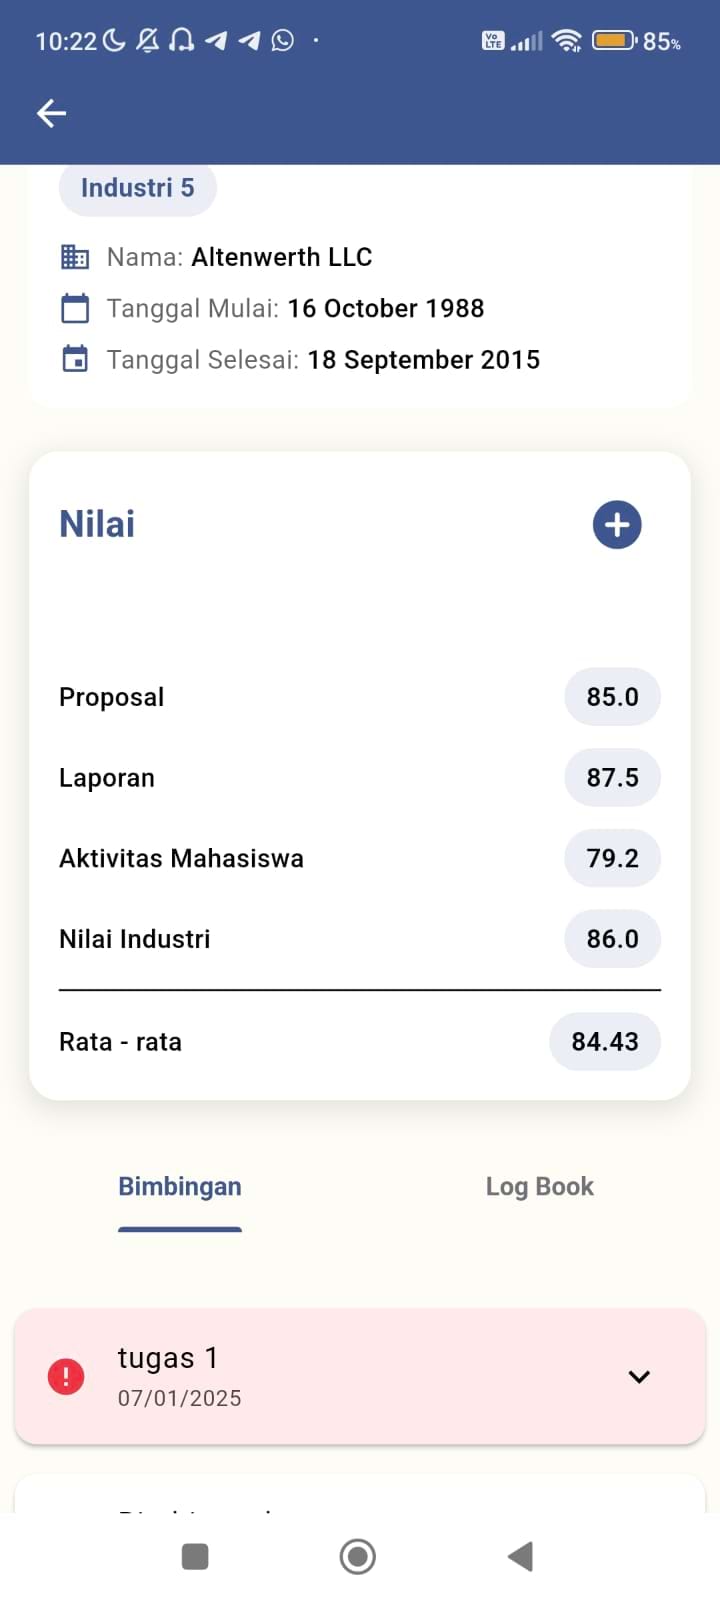 10:22
Vo LTE
85%
Industri 5
Nama: Altenwerth LLC
Tanggal Mulai: 16 October 1988
Tanggal Selesai: 18 September 2015
Nilai
Proposal 85.0
Laporan 87.5
Aktivitas Mahasiswa 79.2
Nilai Industri 86.0
Rata - rata 84.43
Bimbingan Log Book
tugas 1
07/01/2025